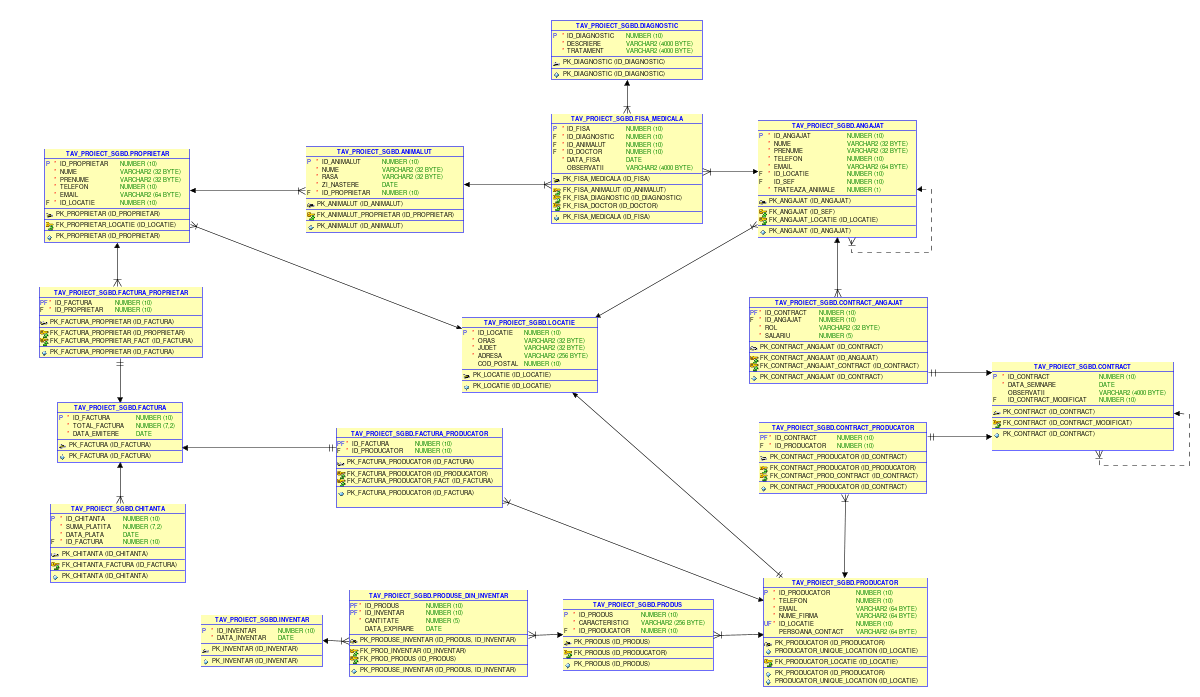 TAV_PROIECT_SGBD.DIAGNOSTIC
P * ID_DIAGNOSTIC NUMBER (10)
* DESCRIERE VARCHAR2 (4000 BYTE)
* TRATAMENT VARCHAR2 (4000 BYTE)
PK_DIAGNOSTIC (ID_DIAGNOSTIC)
PK_DIAGNOSTIC (ID_DIAGNOSTIC)
TAV_PROIECT_SGBD.FISA_MEDICALA
P * ID_FISA NUMBER (10)
F * ID_DIAGNOSTIC NUMBER (10)
F * ID_ANIMALUT NUMBER (10)
F * ID_DOCTOR NUMBER (10)
* DATA_FISA DATE
OBSERVATII VARCHAR2 (4000 BYTE)
PK_FISA_MEDICALA (ID_FISA)
FK_FISA_ANIMALUT (ID_ANIMALUT)
FK_FISA_DIAGNOSTIC (ID_DIAGNOSTIC)
FK_FISA_DOCTOR (ID_DOCTOR)
PK_FISA_MEDICALA (ID_FISA)
TAV_PROIECT_SGBD.ANGAJAT
P * ID_ANGAJAT NUMBER (10)
* NUME VARCHAR2 (32 BYTE)
* PRENUME VARCHAR2 (32 BYTE)
* TELEFON NUMBER (10)
* EMAIL VARCHAR2 (64 BYTE)
F * ID_LOCATIE NUMBER (10)
F ID_SEF NUMBER (10)
* TRATEAZA_ANIMALE NUMBER (1)
PK_ANGAJAT (ID_ANGAJAT)
FK_ANGAJAT (ID_SEF)
FK_ANGAJAT_LOCATIE (ID_LOCATIE)
PK_ANGAJAT (ID_ANGAJAT)
TAV_PROIECT_SGBD.PROPRIETAR
P * ID_PROPRIETAR NUMBER (10)
* NUME VARCHAR2 (32 BYTE)
* PRENUME VARCHAR2 (32 BYTE)
* TELEFON NUMBER (10)
* EMAIL VARCHAR2 (64 BYTE)
F * ID_LOCATIE NUMBER (10)
PK_PROPRIETAR (ID_PROPRIETAR)
FK_PROPRIETAR_LOCATIE (ID_LOCATIE)
PK_PROPRIETAR (ID_PROPRIETAR)
TAV_PROIECT_SGBD.ANIMALUT
P * ID_ANIMALUT NUMBER (10)
* NUME VARCHAR2 (32 BYTE)
* RASA VARCHAR2 (32 BYTE)
* ZI_NASTERE DATE
F * ID_PROPRIETAR NUMBER (10)
PK_ANIMALUT (ID_ANIMALUT)
FK_ANIMALUT_PROPRIETAR (ID_PROPRIETAR)
PK_ANIMALUT (ID_ANIMALUT)
TAV_PROIECT_SGBD.FACTURA_PROPRIETAR
PF * ID_FACTURA NUMBER (10)
F * ID_PROPRIETAR NUMBER (10)
PK_FACTURA_PROPRIETAR (ID_FACTURA)
FK_FACTURA_PROPRIETAR (ID_PROPRIETAR)
FK_FACTURA_PROPRIETAR_FACT (ID_FACTURA)
PK_FACTURA_PROPRIETAR (ID_FACTURA)
TAV_PROIECT_SGBD.LOCATIE
P * ID_LOCATIE NUMBER (10)
* ORAS VARCHAR2 (32 BYTE)
* JUDET VARCHAR2 (32 BYTE)
* ADRESA VARCHAR2 (256 BYTE)
COD_POSTAL NUMBER (10)
PK_LOCATIE (ID_LOCATIE)
PK_LOCATIE (ID_LOCATIE)
TAV_PROIECT_SGBD.CONTRACT_ANGAJAT
PF * ID_CONTRACT NUMBER (10)
F * ID_ANGAJAT NUMBER (10)
* ROL VARCHAR2 (32 BYTE)
* SALARIU NUMBER (5)
PK_CONTRACT_ANGAJAT (ID_CONTRACT)
FK_CONTRACT_ANGAJAT (ID_ANGAJAT)
FK_CONTRACT_ANGAJAT_CONTRACT (ID_CONTRACT)
PK_CONTRACT_ANGAJAT (ID_CONTRACT)
TAV_PROIECT_SGBD.CONTRACT
P * ID_CONTRACT NUMBER (10)
* DATA_SEMNARE DATE
OBSERVATII VARCHAR2 (4000 BYTE)
F ID_CONTRACT_MODIFICAT NUMBER (10)
PK_CONTRACT (ID_CONTRACT)
FK_CONTRACT (ID_CONTRACT_MODIFICAT)
PK_CONTRACT (ID_CONTRACT)
TAV_PROIECT_SGBD.FACTURA
P * ID_FACTURA NUMBER (10)
* TOTAL_FACTURA NUMBER (7,2)
* DATA_EMITERE DATE
PK_FACTURA (ID_FACTURA)
PK_FACTURA (ID_FACTURA)
TAV_PROIECT_SGBD.FACTURA_PRODUCATOR
PF * ID_FACTURA NUMBER (10)
F * ID_PRODUCATOR NUMBER (10)
PK_FACTURA_PRODUCATOR (ID_FACTURA)
FK_FACTURA_PRODUCATOR (ID_PRODUCATOR)
FK_FACTURA_PRODUCATOR_FACT (ID_FACTURA)
PK_FACTURA_PRODUCATOR (ID_FACTURA)
TAV_PROIECT_SGBD.CONTRACT_PRODUCATOR
PF * ID_CONTRACT NUMBER (10)
F * ID_PRODUCATOR NUMBER (10)
PK_CONTRACT_PRODUCATOR (ID_CONTRACT)
FK_CONTRACT_PRODUCATOR (ID_PRODUCATOR)
FK_CONTRACT_PROD_CONTRACT (ID_CONTRACT)
PK_CONTRACT_PRODUCATOR (ID_CONTRACT)
TAV_PROIECT_SGBD.CHITANTA
P * ID_CHITANTA NUMBER (10)
* SUMA_PLATITA NUMBER (7,2)
* DATA_PLATA DATE
F * ID_FACTURA NUMBER (10)
PK_CHITANTA (ID_CHITANTA)
FK_CHITANTA_FACTURA (ID_FACTURA)
PK_CHITANTA (ID_CHITANTA)
TAV_PROIECT_SGBD.INVENTAR
P * ID_INVENTAR NUMBER (10)
* DATA_INVENTAR DATE
PK_INVENTAR (ID_INVENTAR)
PK_INVENTAR (ID_INVENTAR)
TAV_PROIECT_SGBD.PRODUSE_DIN_INVENTAR
PF * ID_PRODUS NUMBER (10)
PF * ID_INVENTAR NUMBER (10)
* CANTITATE NUMBER (5)
DATA_EXPIRARE DATE
PK_PRODUSE_INVENTAR (ID_PRODUS, ID_INVENTAR)
FK_PROD_INVENTAR (ID_INVENTAR)
FK_PROD_PRODUS (ID_PRODUS)
PK_PRODUSE_INVENTAR (ID_PRODUS, ID_INVENTAR)
TAV_PROIECT_SGBD.PRODUS
P * ID_PRODUS NUMBER (10)
* CARACTERISTICI VARCHAR2 (256 BYTE)
F * ID_PRODUCATOR NUMBER (10)
PK_PRODUS (ID_PRODUS)
FK_PRODUS (ID_PRODUCATOR)
PK_PRODUS (ID_PRODUS)
TAV_PROIECT_SGBD.PRODUCATOR
P * ID_PRODUCATOR NUMBER (10)
* TELEFON NUMBER (10)
* EMAIL VARCHAR2 (64 BYTE)
* NUME_FIRMA VARCHAR2 (64 BYTE)
UF * ID_LOCATIE NUMBER (10)
PERSOANA_CONTACT VARCHAR2 (64 BYTE)
PK_PRODUCATOR (ID_PRODUCATOR)
PRODUCATOR_UNIQUE_LOCATION (ID_LOCATIE)
FK_PRODUCATOR_LOCATIE (ID_LOCATIE)
PK_PRODUCATOR (ID_PRODUCATOR)
PRODUCATOR_UNIQUE_LOCATION (ID_LOCATIE)